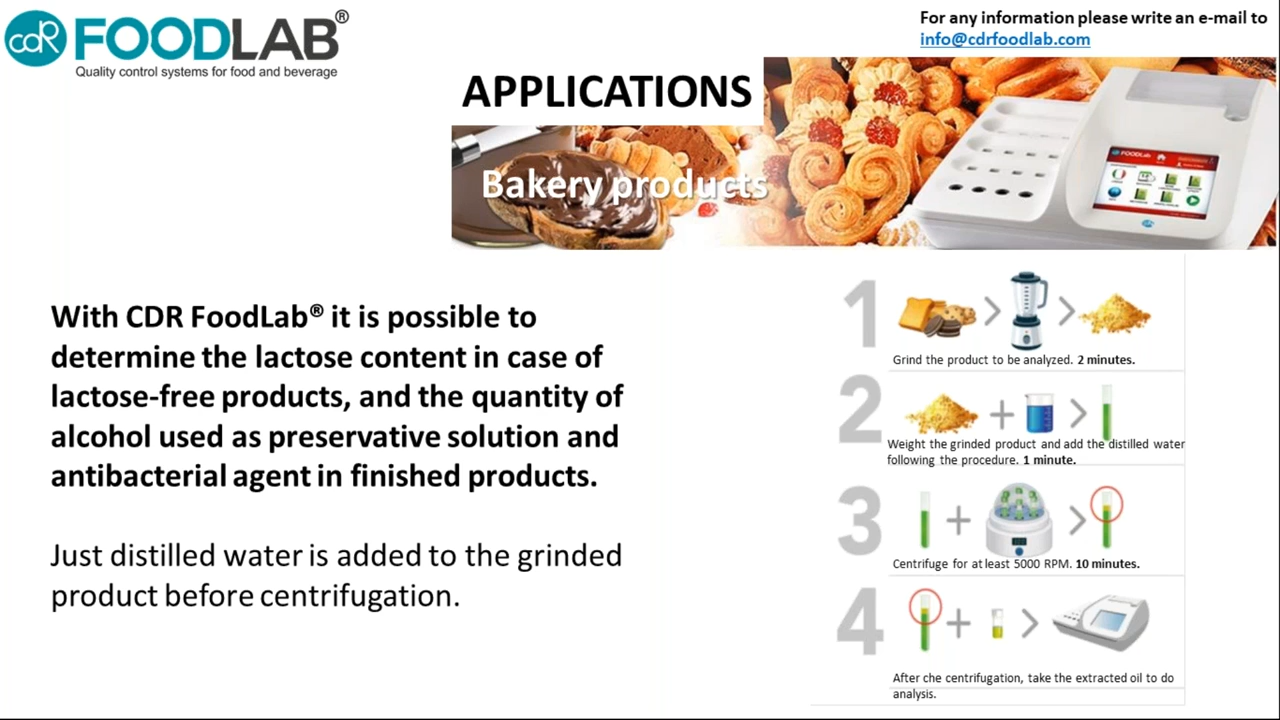 cdR FOODLAB®
Quality control systems for food and beverage
For any information please write an e-mail to
info@cdrfoodlab.com
APPLICATIONS
Bakery products
FOODLab
With CDR FoodLab® it is possible to
determine the lactose content in case of
lactose-free products, and the quantity of
alcohol used as preservative solution and
antibacterial agent in finished products.
Just distilled water is added to the grinded
product before centrifugation.
1
Grind the product to be analyzed. 2 minutes.
2
Weight the grinded product and add the distilled water
following the procedure. 1 minute.
3
Centrifuge for at least 5000 RPM. 10 minutes.
4
After che centrifugation, take the extracted oil to do
analysis.